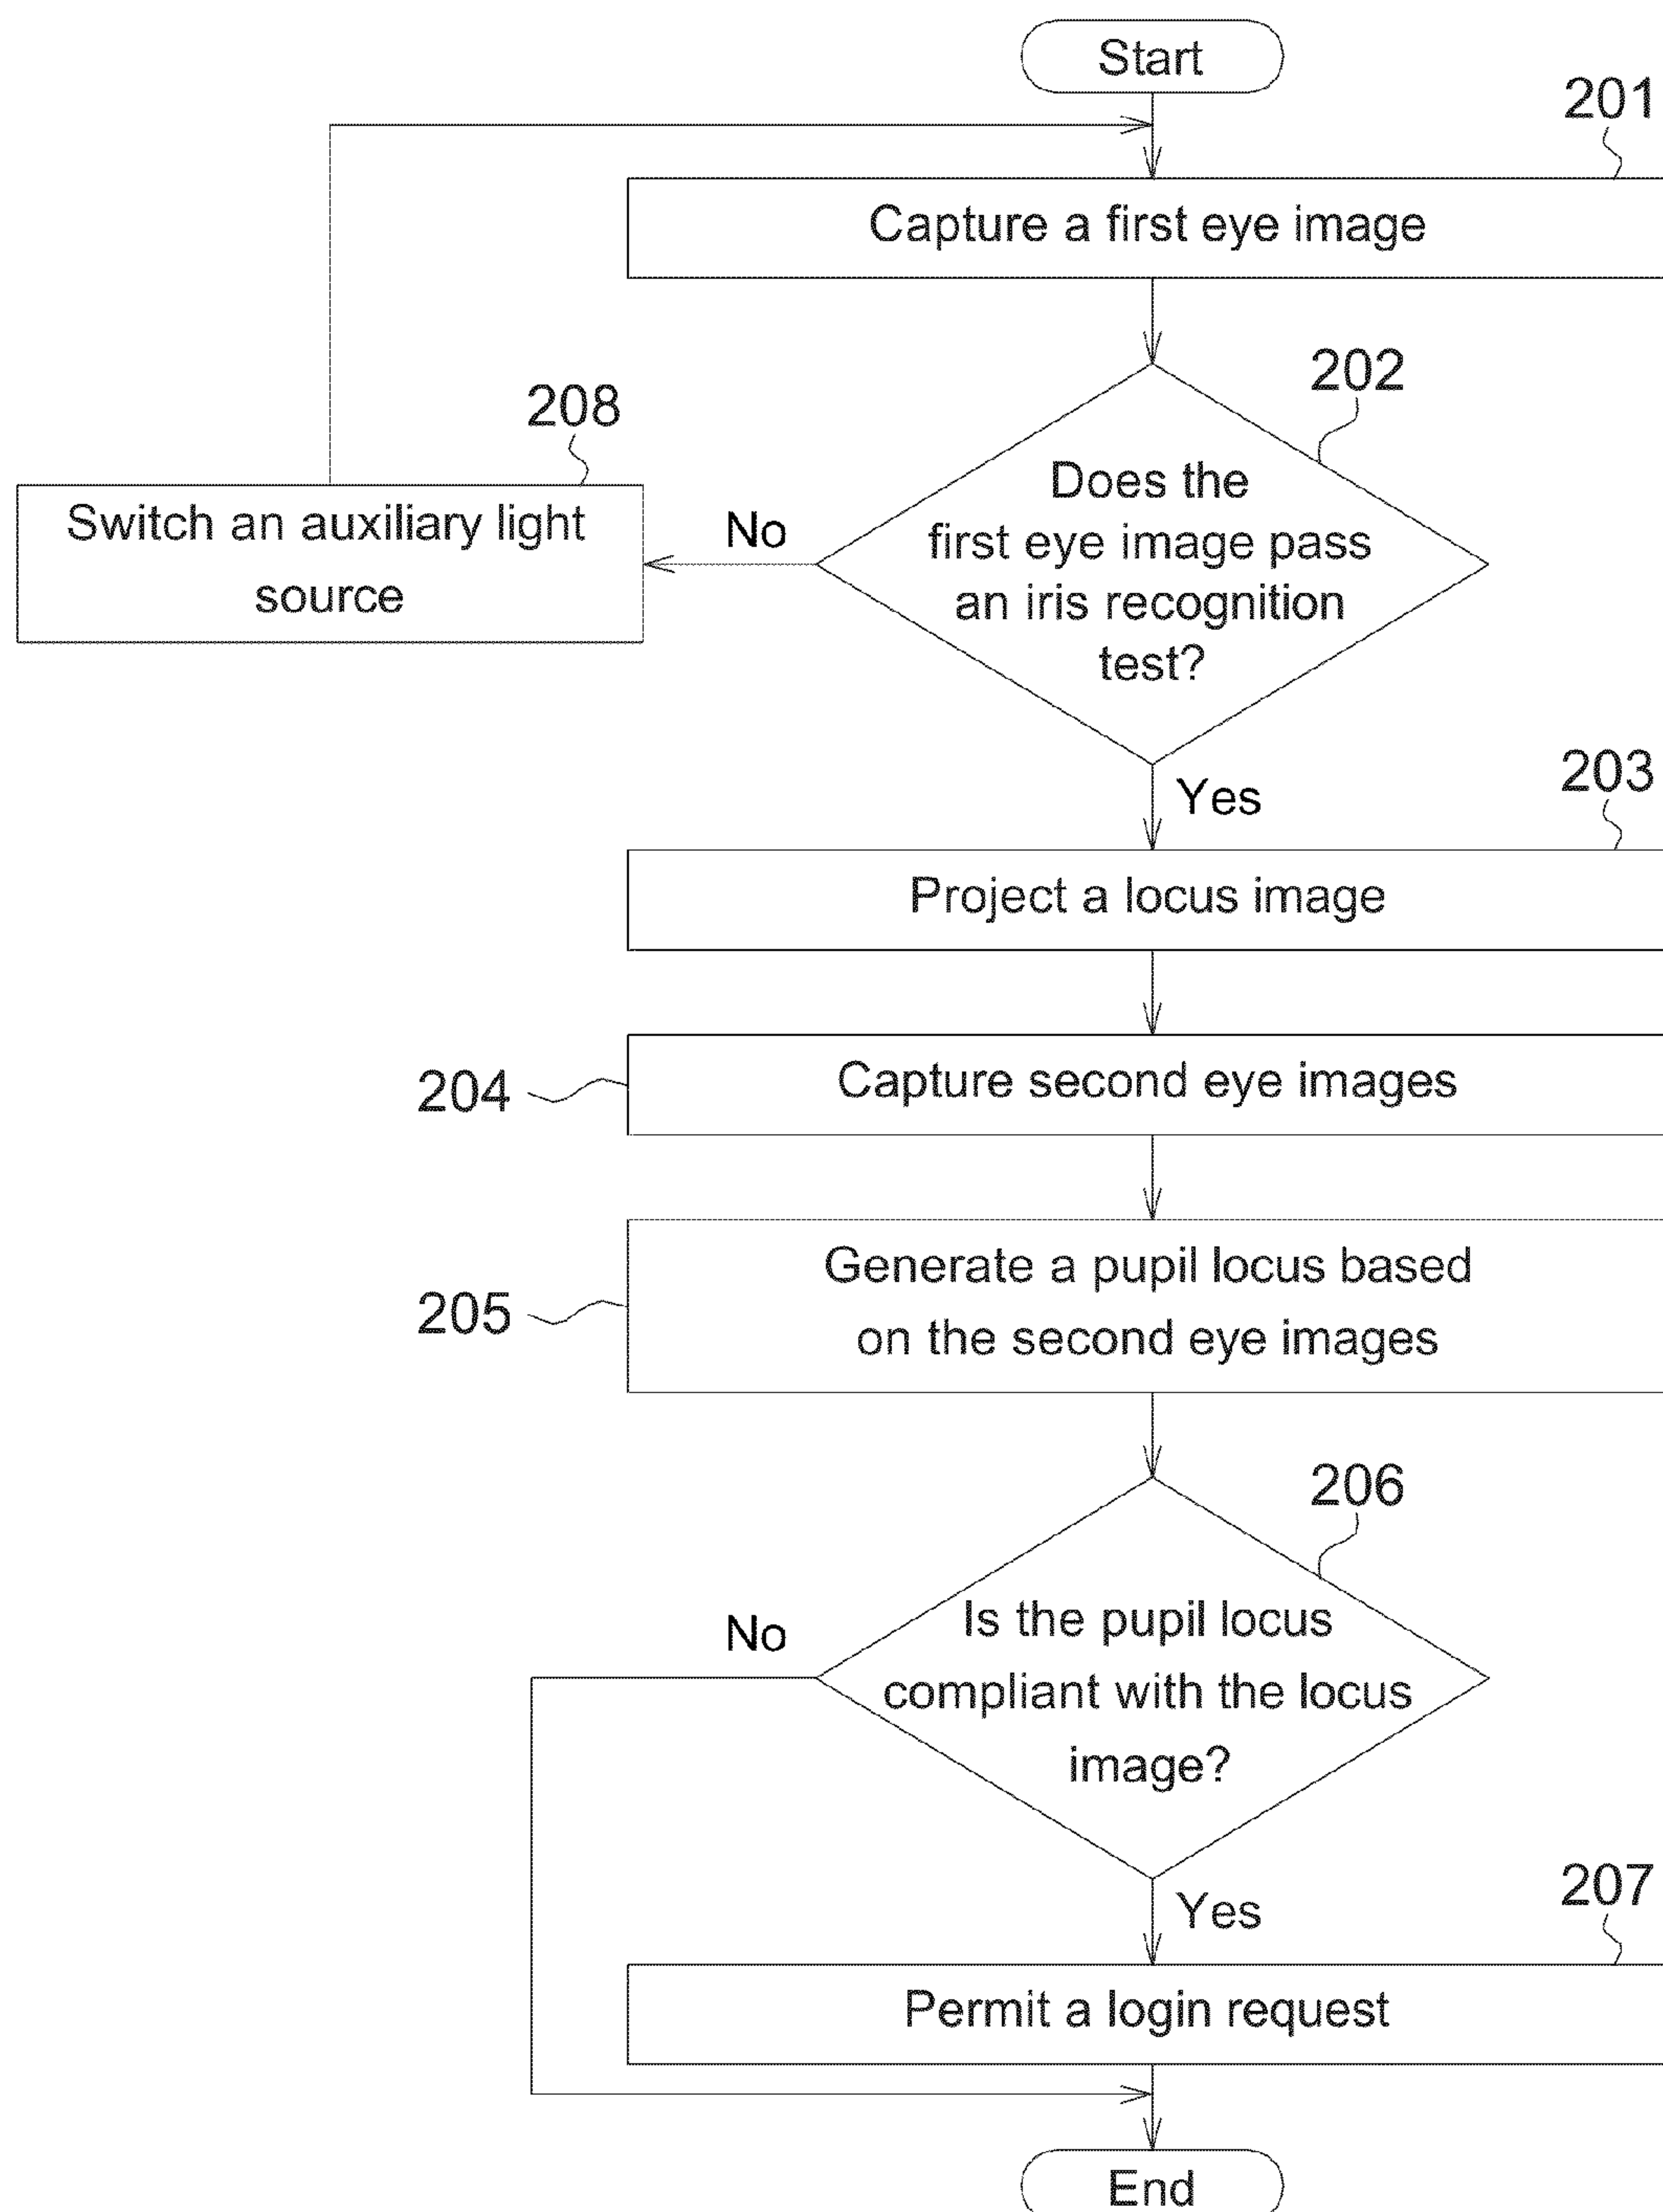 Start
201
Capture a first eye image
202
208
Does the
first eye image pass
an iris recognition
test?
No
Switch an auxiliary light
source
Yes
203
Project a locus image
204
Capture second eye images
205
Generate a pupil locus based
on the second eye images
206
Is the pupil locus
compliant with the locus
image?
No
Yes
207
Permit a login request
End